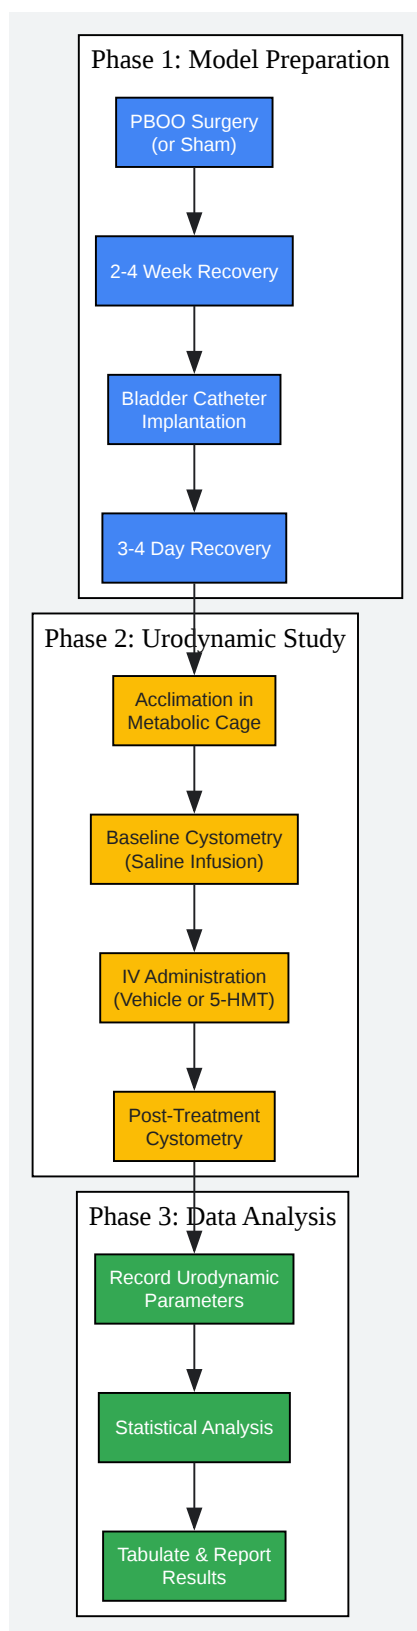 Phase 1: Model Preparation
PBOO Surgery
(or Sham)
2-4 Week Recovery
Bladder Catheter
Implantation
3-4 Day Recovery
Phase 2: Urodynamic Study
Acclimation in
Metabolic Cage
Baseline Cystometry
(Saline Infusion)
IV Administration
(Vehicle or 5-HMT)
Post-Treatment
Cystometry
Phase 3: Data Analysis
Record Urodynamic
Parameters
Statistical Analysis
Tabulate & Report
Results